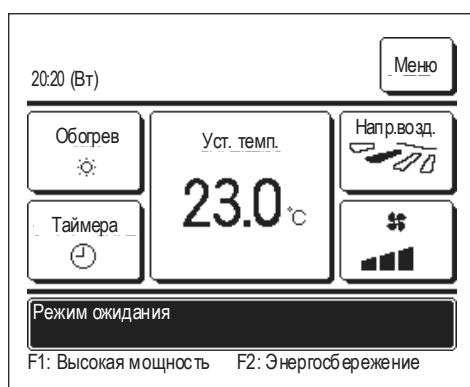 Меню
20:20 (Вт)
Обогрев
Уст. темп.
Напр.возд.
23.0 °C
Таймера
Режим ожидания
F1: Высокая мощность F2: Энергосбережение